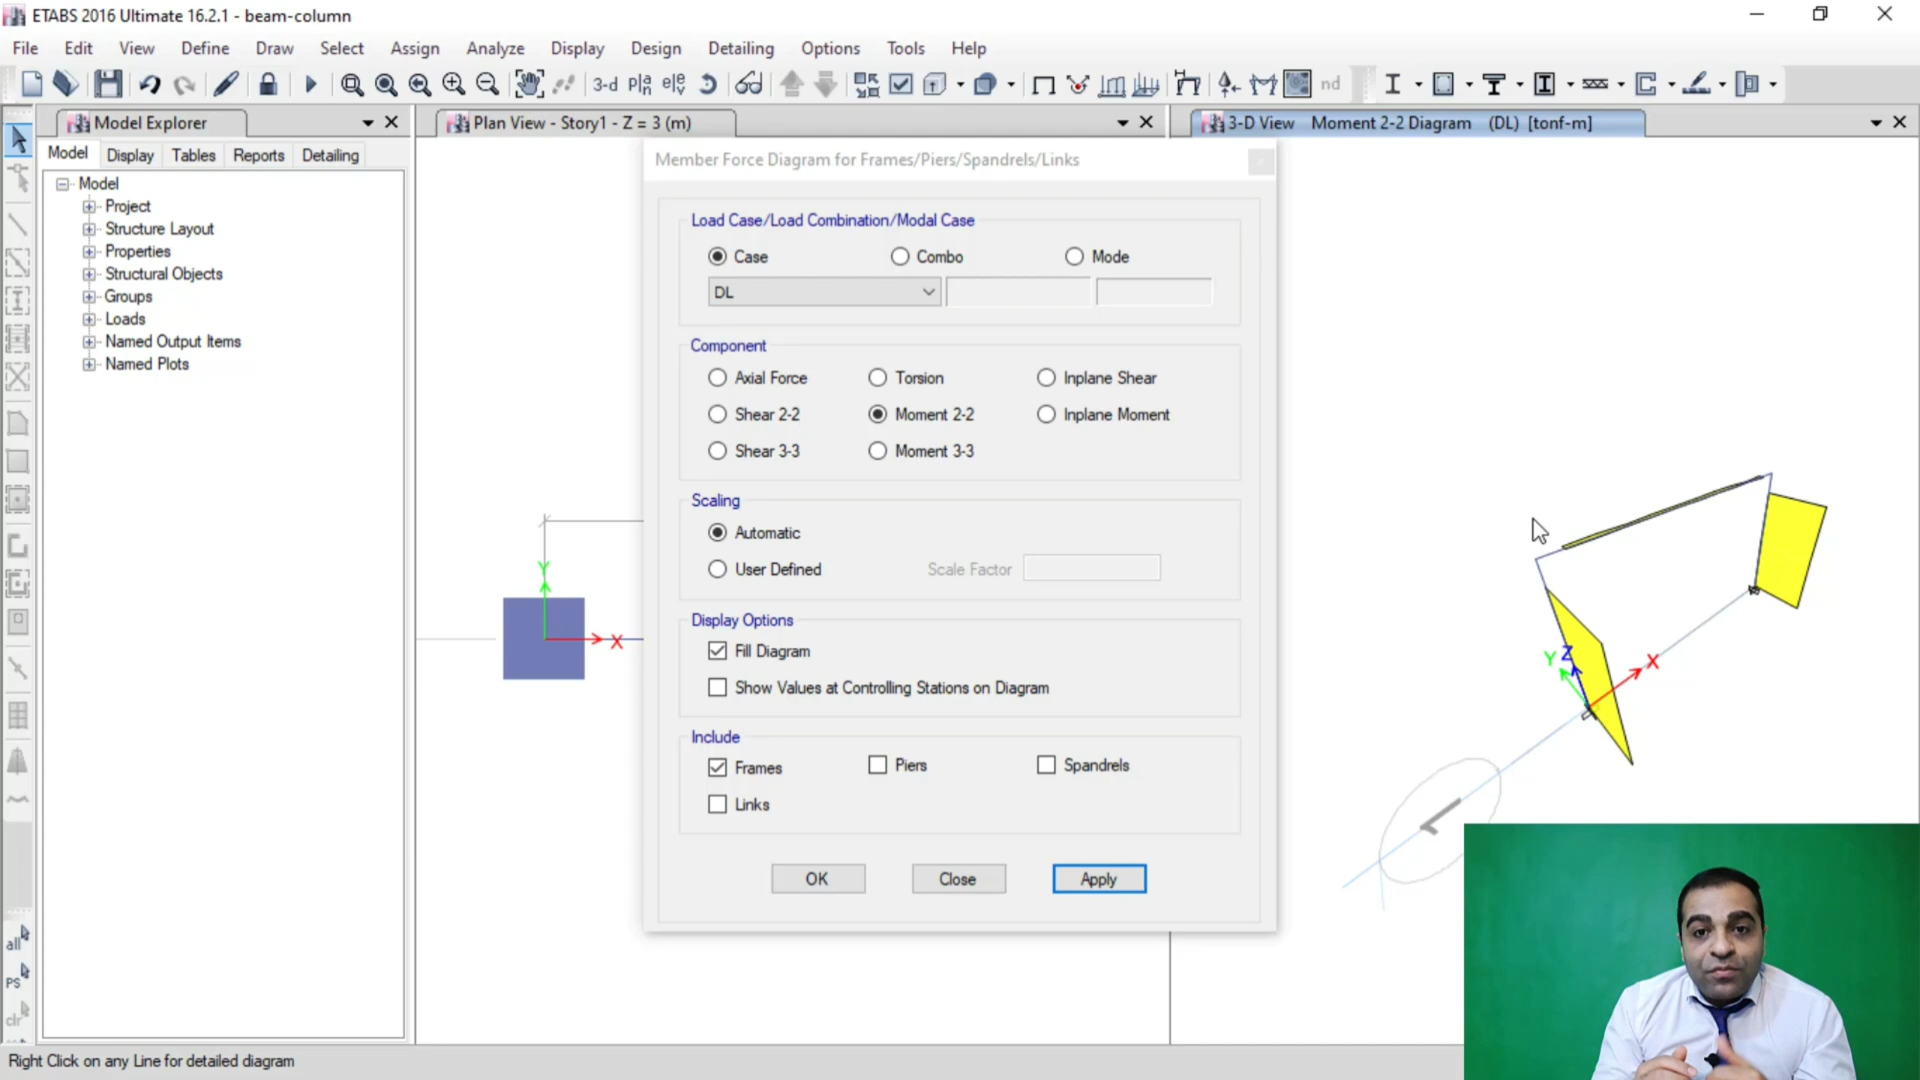 ETABS 2016 Ultimate 16.2.1 - beam-column
File Edit View Define Draw Select Assign Analyze Display Design Detailing Options Tools Help
3-d nd
Model Explorer
Plan View - Story1 - Z = 3 (m)
3-D View Moment 2-2 Diagram (DL) [tonf-m]
Model Display Tables Reports Detailing
Model
Project
Structure Layout
Properties
Structural Objects
Groups
Loads
Named Output Items
Named Plots
Member Force Diagram for Frames/Piers/Spandrels/Links
Load Case/Load Combination/Modal Case
Case Combo Mode
DL
Component
Axial Force Torsion Inplane Shear
Shear 2-2 Moment 2-2 Inplane Moment
Shear 3-3 Moment 3-3
Scaling
Automatic
User Defined Scale Factor
Display Options
Fill Diagram
Show Values at Controlling Stations on Diagram
Include
Frames Piers Spandrels
Links
OK Close Apply
Y
X
Y Z X
1
all
PS
clr
Right Click on any Line for detailed diagram